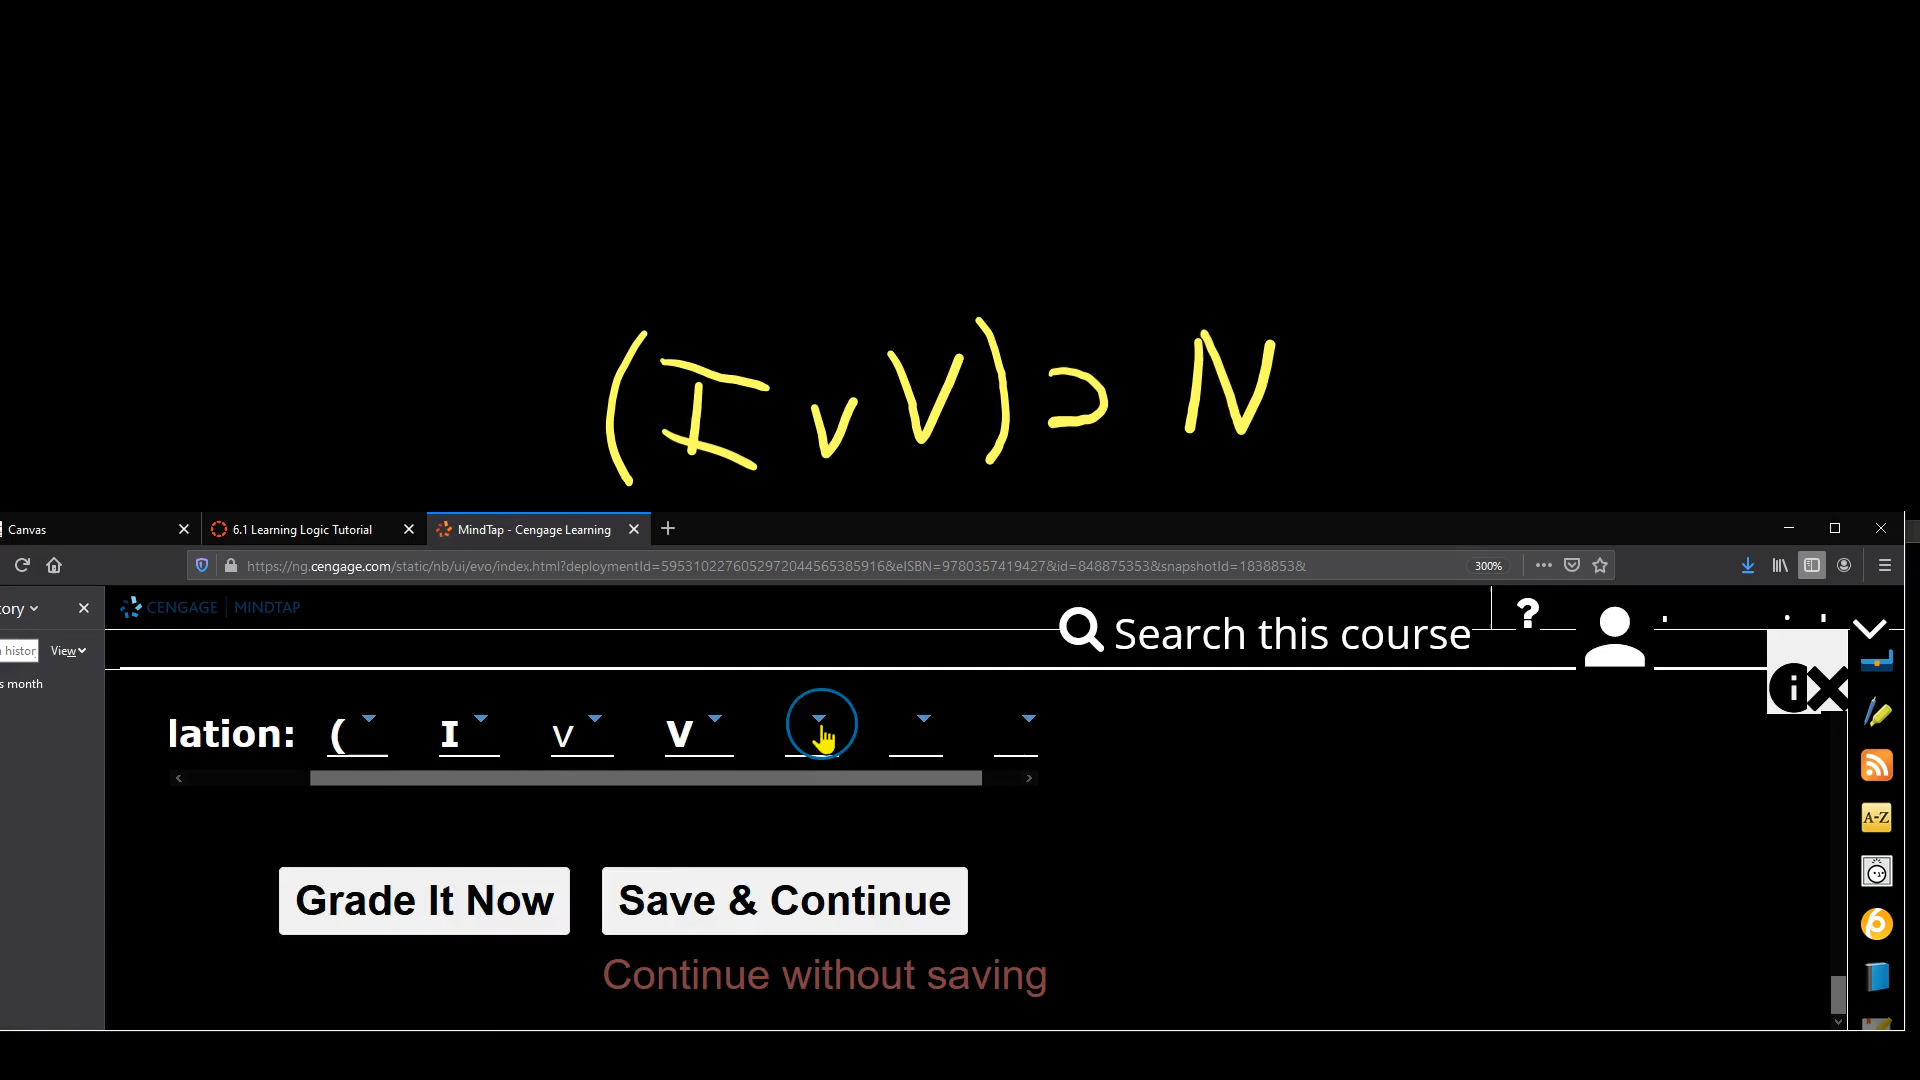 (I v V) ⊃ N
Canvas
6.1 Learning Logic Tutorial
MindTap - Cengage Learning
https://ng.cengage.com/static/nb/ui/evo/index.html?deploymentId=5953102276052972044565385916&eISBN=9780357419427&id=848875353&snapshotId=1838853&
300%
ory
CENGAGE | MINDTAP
? Search this course
histor View
s month
lation: ( I v V
Grade It Now Save & Continue
Continue without saving
A-Z